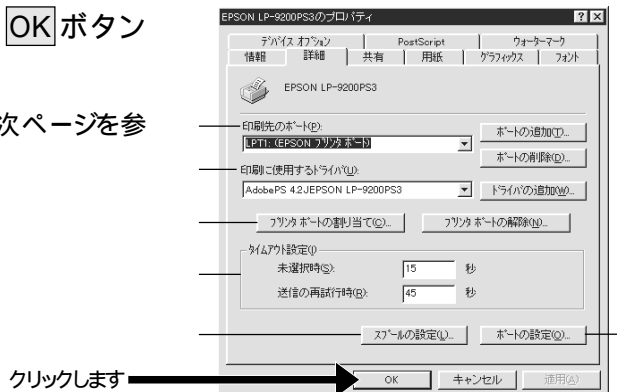 OK ボタン
次ページを参
クリックします
EPSON LP-9200PS3のプロパティ
デバイス オプション PostScript ウォーターマーク
情報 詳細 共有 用紙 グラフィックス フォント
EPSON LP-9200PS3
印刷先のポート(P):
LPT1: (EPSON プリンタ ポート)
ポートの追加(T)...
ポートの削除(D)...
印刷に使用するドライバ(U):
AdobePS 4.2JEPSON LP-9200PS3
ドライバの追加(W)...
プリンタ ポートの割り当て(C)... プリンタ ポートの解除(N)...
タイムアウト設定(I)
未選択時(S): 15 秒
送信の再試行時(R): 45 秒
スプールの設定(L)... ポートの設定(O)...
OK キャンセル 適用(A)